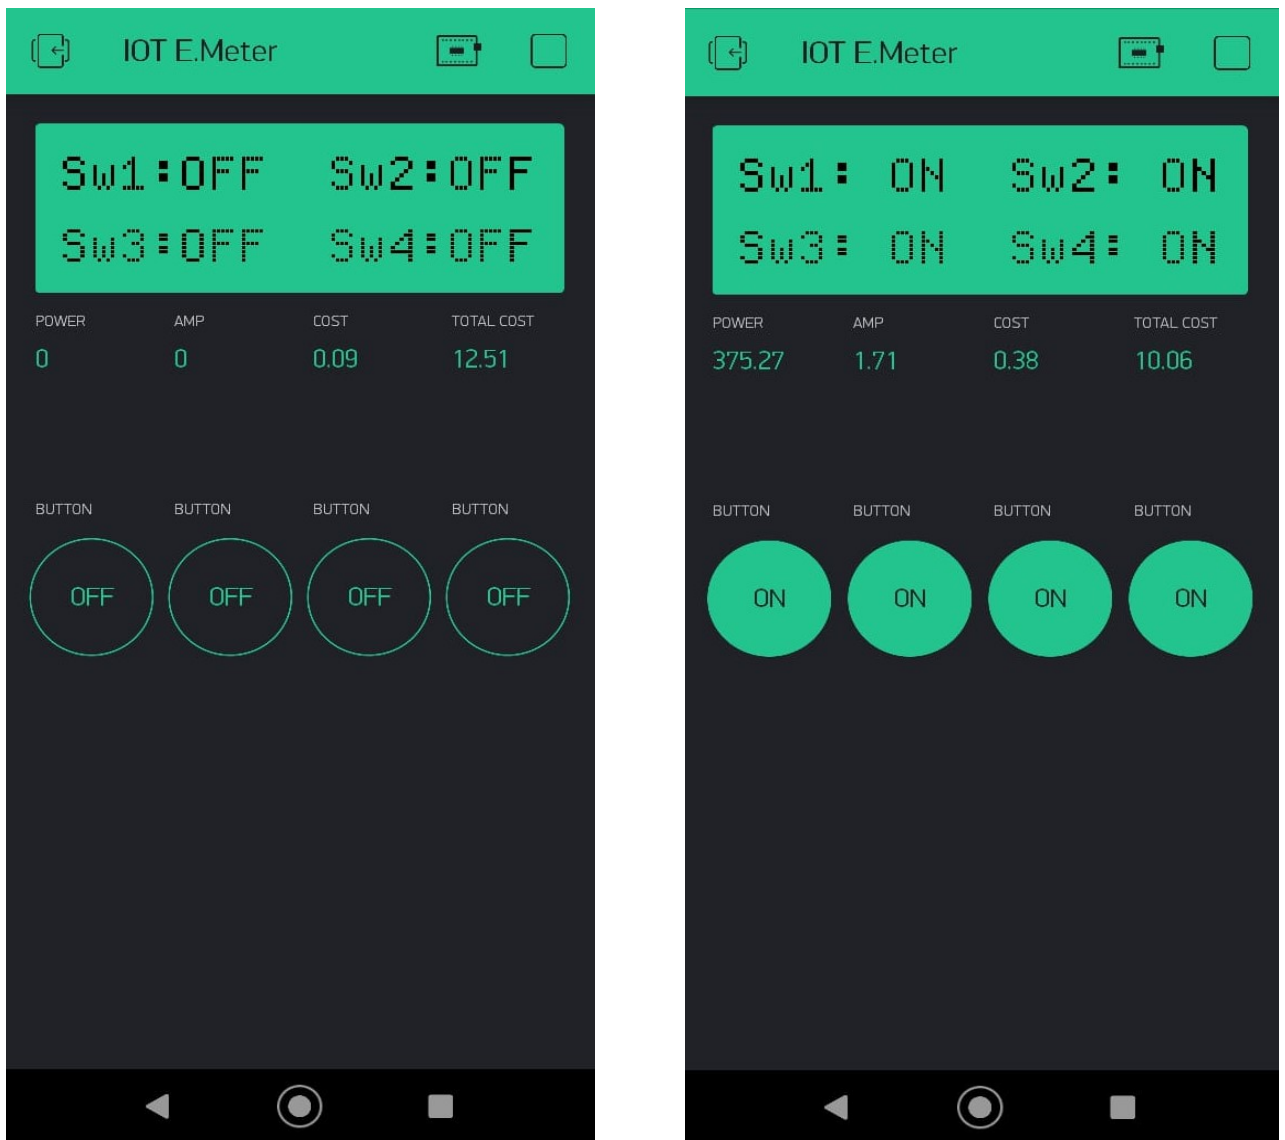 IOT E.Meter
Sw1:OFF Sw2:OFF
Sw3:OFF Sw4:OFF
POWER AMP COST TOTAL COST
0 0 0.09 12.51
BUTTON BUTTON BUTTON BUTTON
OFF OFF OFF OFF
IOT E.Meter
Sw1: ON Sw2: ON
Sw3: ON Sw4: ON
POWER AMP COST TOTAL COST
375.27 1.71 0.38 10.06
BUTTON BUTTON BUTTON BUTTON
ON ON ON ON